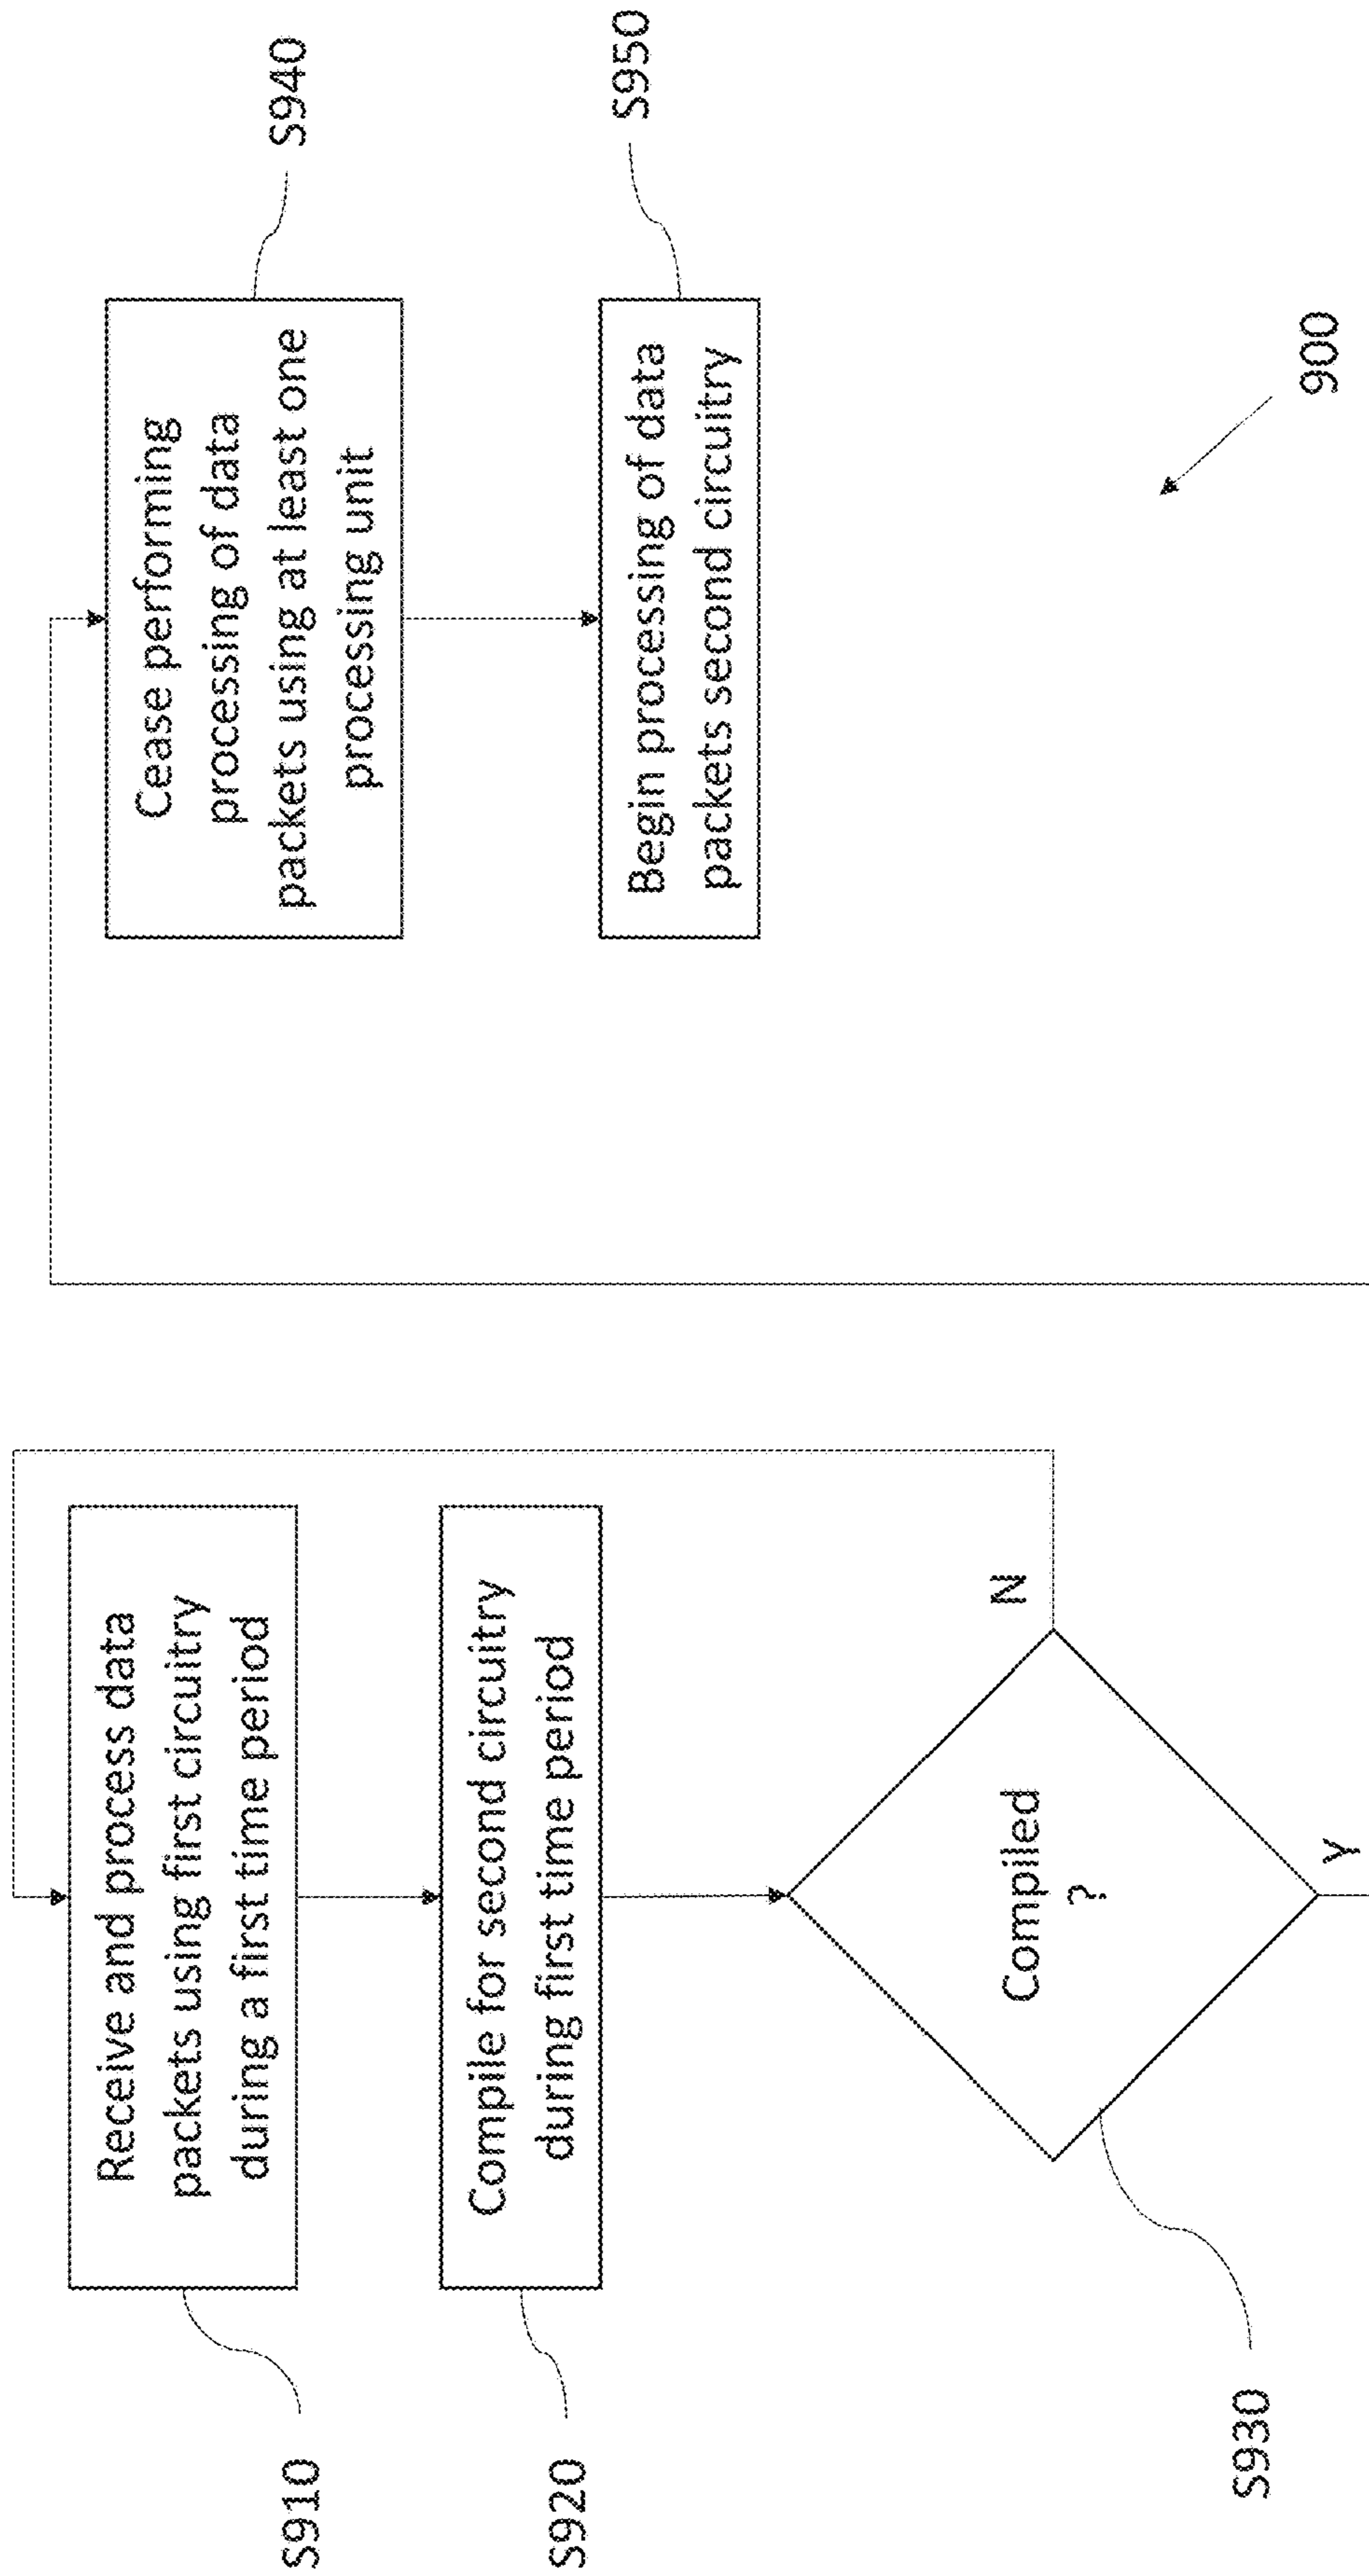 S910
Receive and process data
packets using first circuitry
during a first time period
S920
Compile for second circuitry
during first time period
S930
Compiled
?
N
Y
Cease performing
processing of data
packets using at least one
processing unit
S940
Begin processing of data
packets second circuitry
S950
900